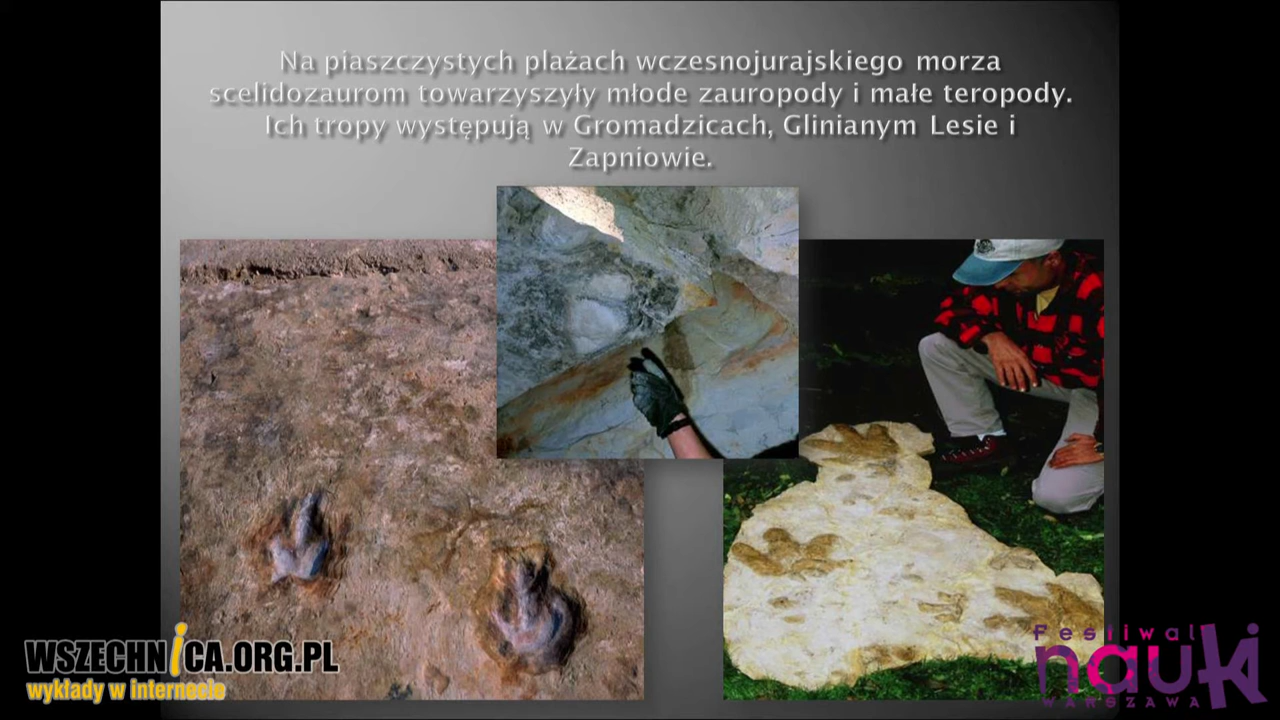 Na piaszczystych plażach wczesnojurajskiego morza
scelidozaurom towarzyszyły młode zauropody i małe teropody.
Ich tropy występują w Gromadzicach, Glinianym Lesie i
Zapniowie.
WSZECHNICA.ORG.PL
wykłady w internecie
Festiwal
nauki
WARSZAWA